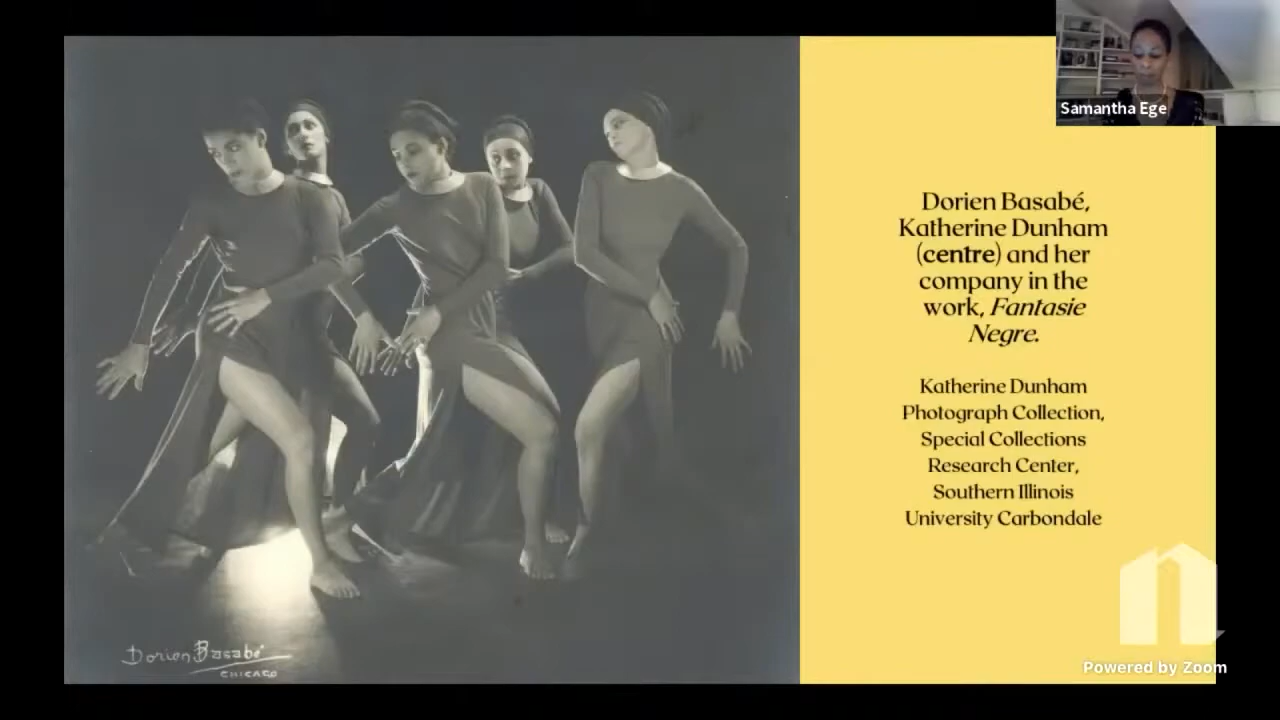 Samantha Ege
Dorien Basabé,
Katherine Dunham
(centre) and her
company in the
work, Fantasie
Negre.
Katherine Dunham
Photograph Collection,
Special Collections
Research Center,
Southern Illinois
University Carbondale
Dorien Basabé
CHICAGO
n
Powered by Zoom